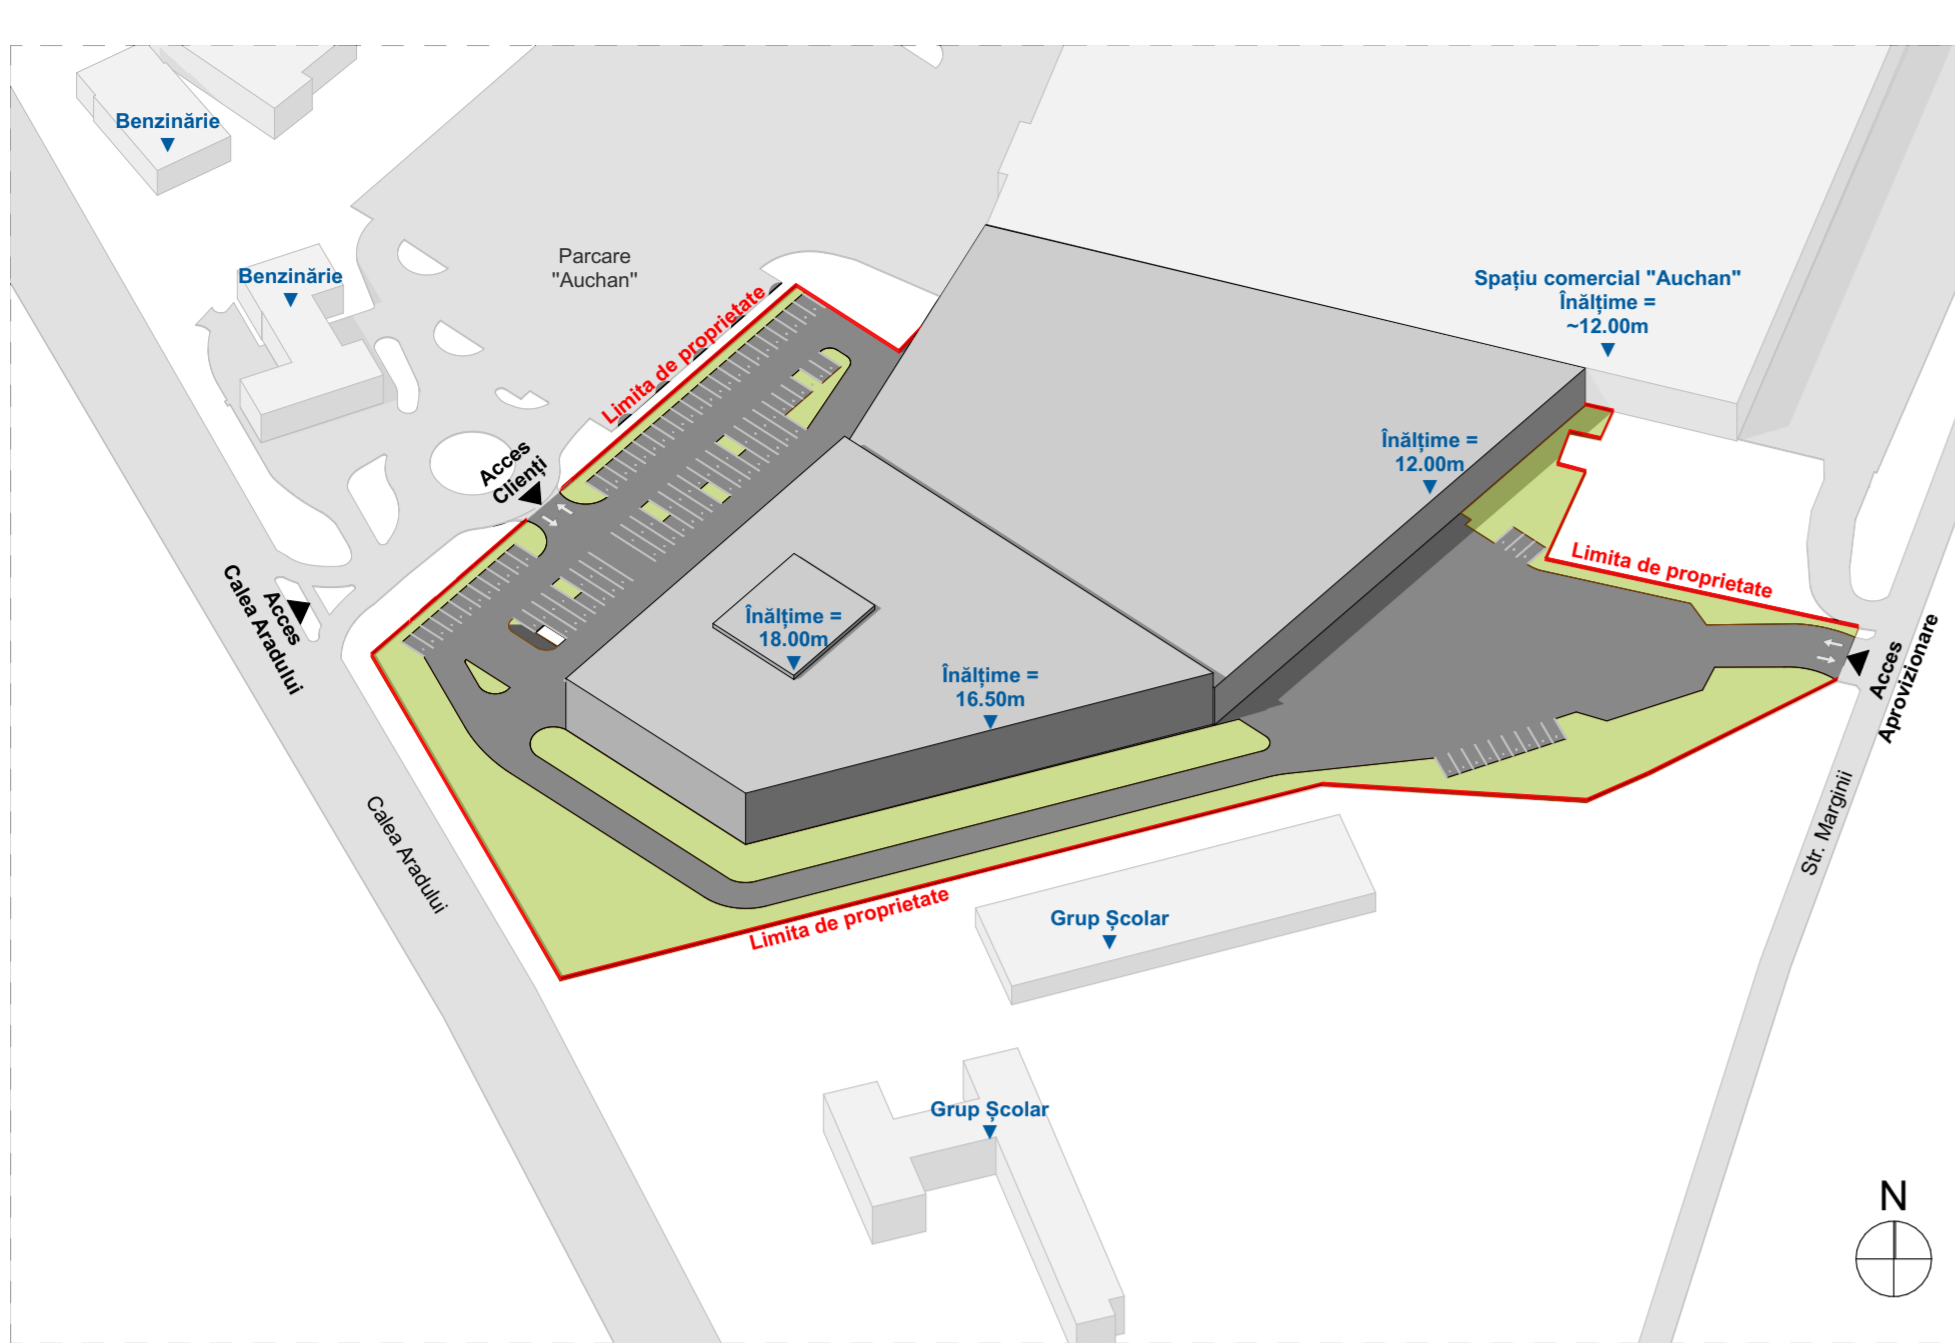 Benzinărie
Benzinărie
Parcare
"Auchan"
Limita de proprietate
Spațiu comercial "Auchan"
Înălțime =
~12.00m
Înălțime =
12.00m
Acces
Clienți
Limita de proprietate
Acces
Calea Aradului
Înălțime =
18.00m
Înălțime =
16.50m
Acces
Aprovizionare
Calea Aradului
Str. Marginii
Limita de proprietate
Grup Școlar
Grup Școlar
N